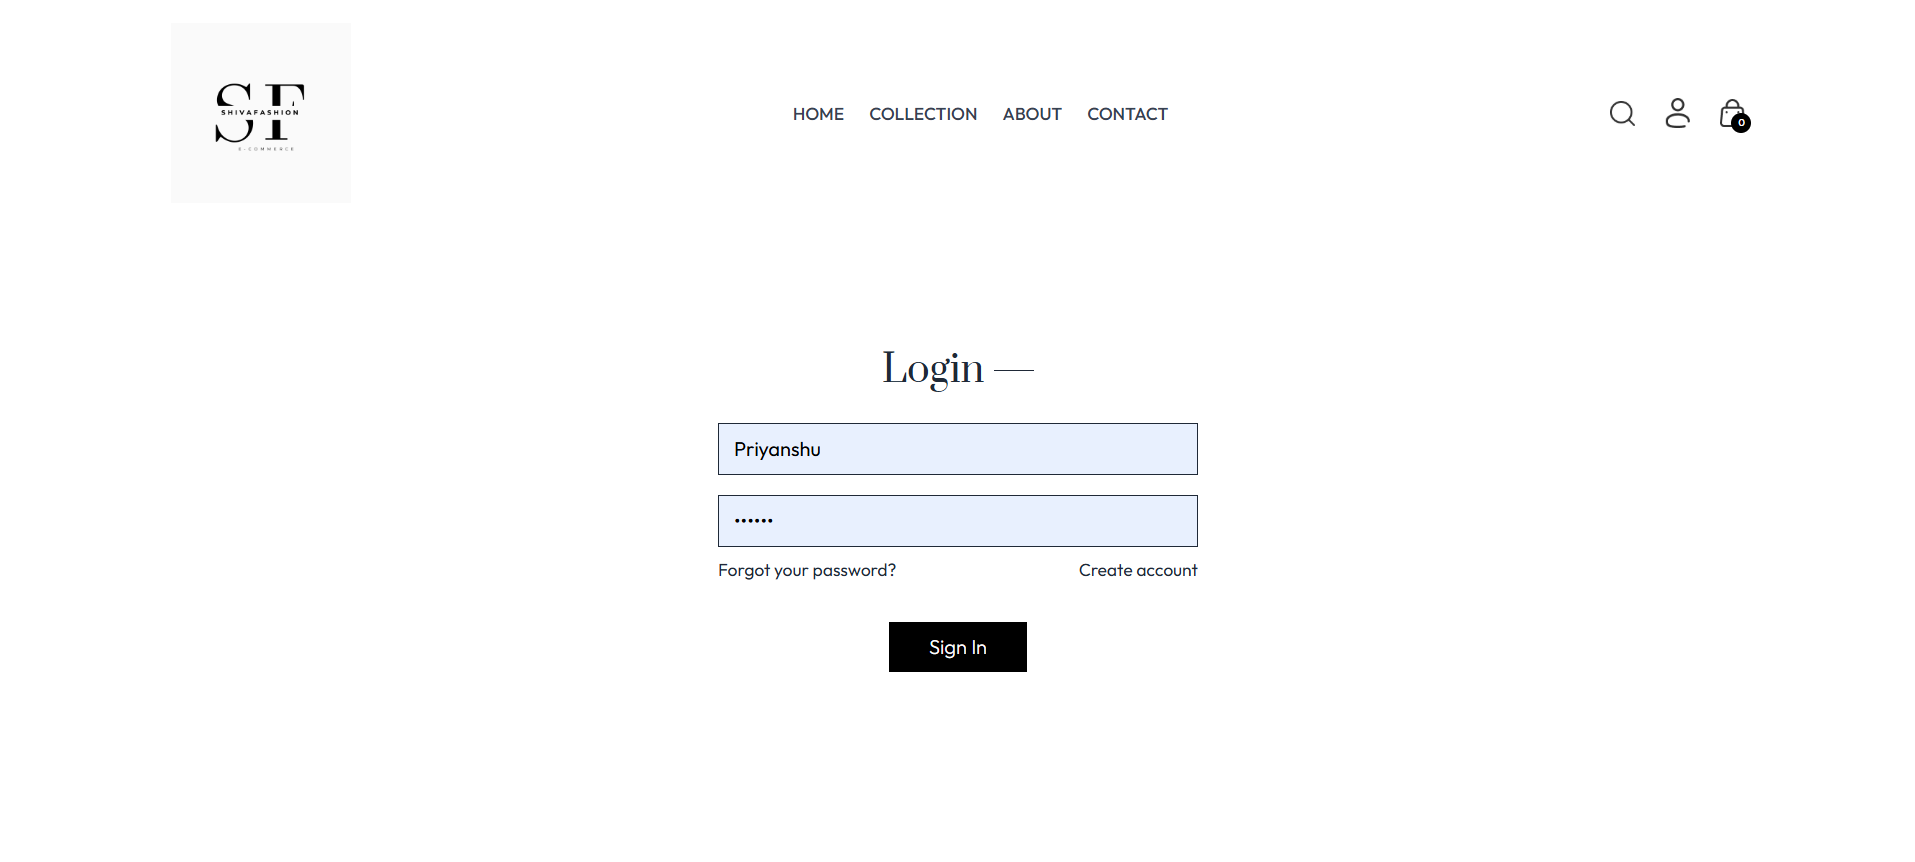 SF
SHIVAFASHION
E-COMMERCE
HOME COLLECTION ABOUT CONTACT
0
Login —
Priyanshu
••••••
Forgot your password? Create account
Sign In